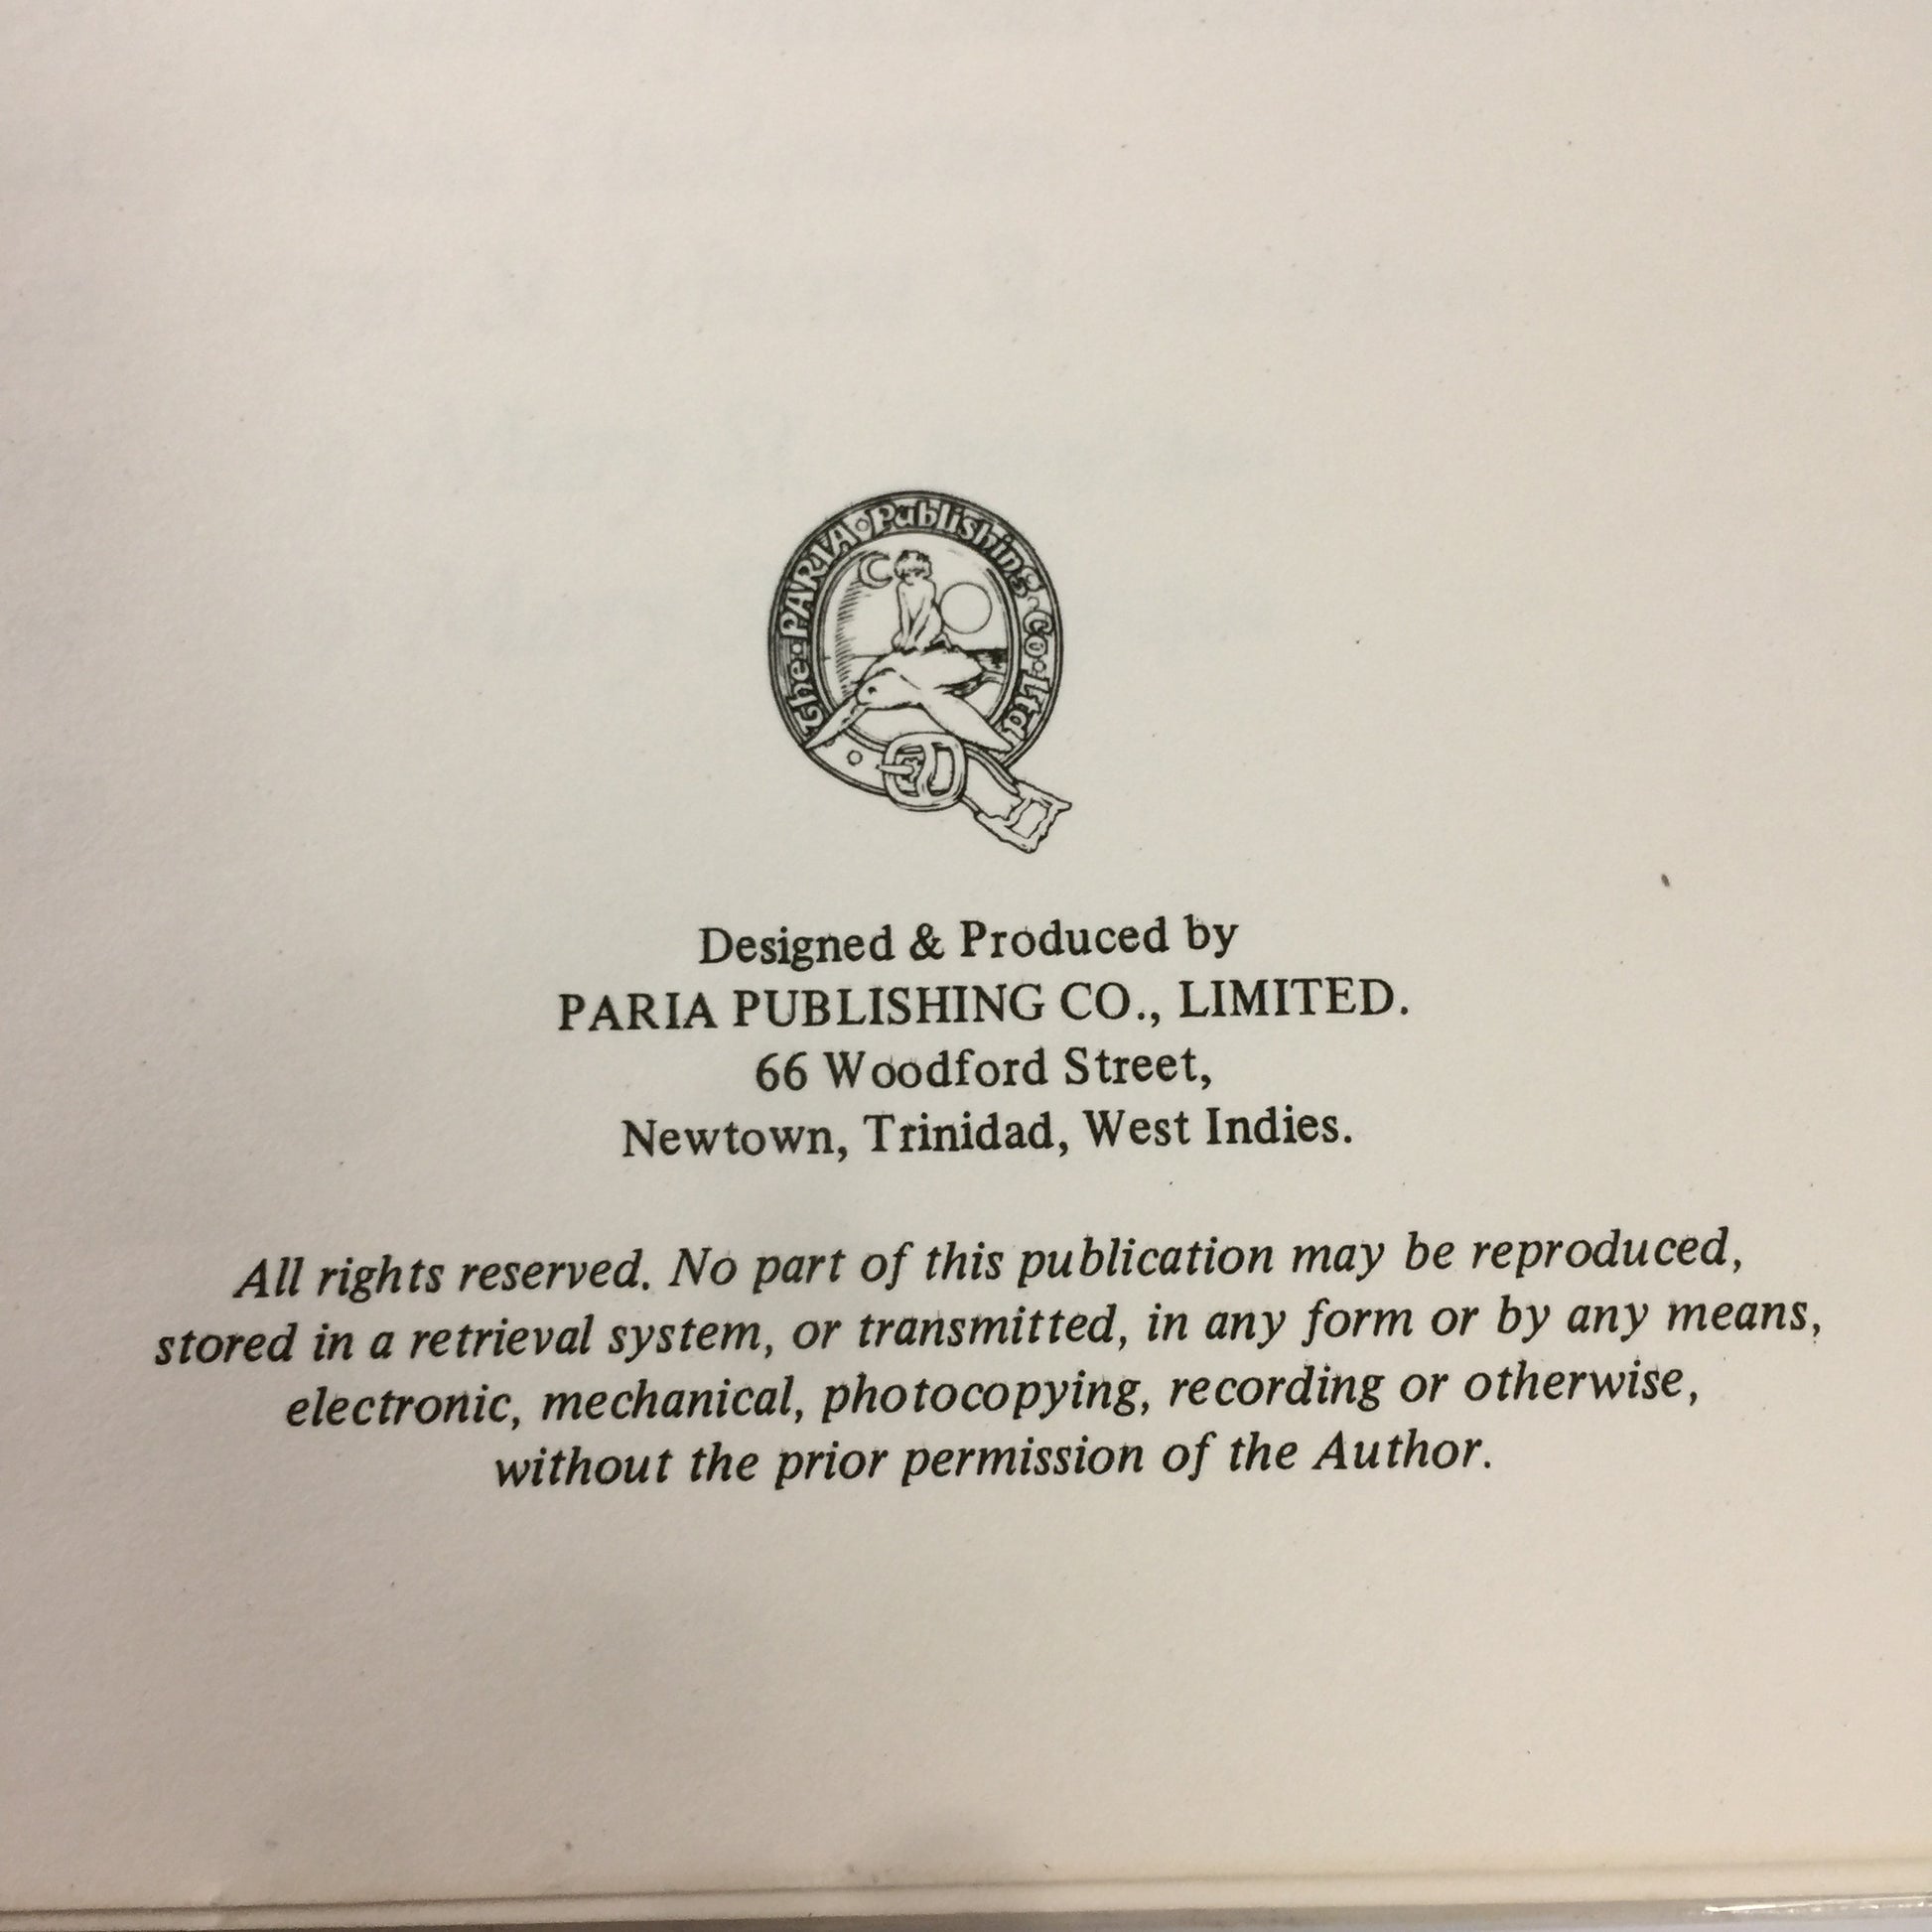 The · PARIA · Publishing · Co · Ltd
Designed & Produced by
PARIA PUBLISHING CO., LIMITED.
66 Woodford Street,
Newtown, Trinidad, West Indies.
All rights reserved. No part of this publication may be reproduced,
stored in a retrieval system, or transmitted, in any form or by any means,
electronic, mechanical, photocopying, recording or otherwise,
without the prior permission of the Author.